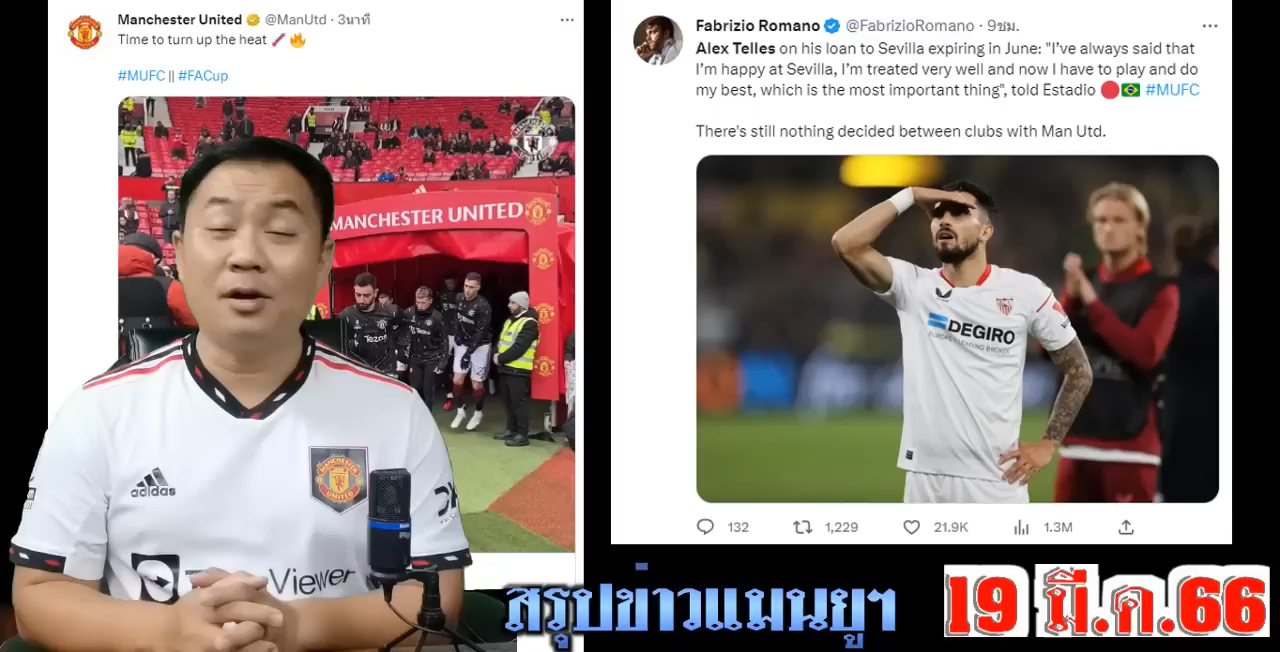 Manchester United @ManUtd · 3นาที
Time to turn up the heat
#MUFC || #FACup
MANCHESTER UNITED
Tezos
adidas
MANCHESTER
UNITED
Viewer
Fabrizio Romano @FabrizioRomano · 9ชม.
Alex Telles on his loan to Sevilla expiring in June: "I've always said that
I'm happy at Sevilla, I'm treated very well and now I have to play and do
my best, which is the most important thing", told Estadio 🔴🇧🇷 #MUFC
There's still nothing decided between clubs with Man Utd.
DEGIRO
132 1,229 21.9K 1.3M
สรุปข่าวแมนยูฯ
19 มี.ค.66